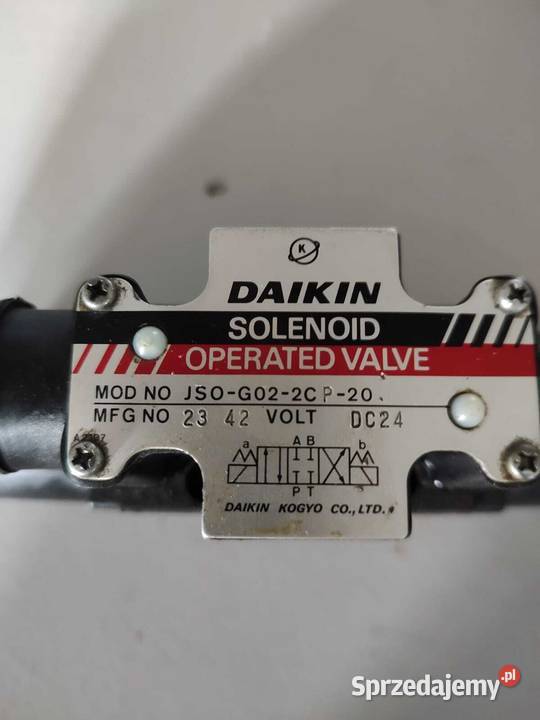 K
DAIKIN
SOLENOID
OPERATED VALVE
MOD NO JSO-G02-2CP-20
MFG NO 23 42 VOLT DC24
a A B b
P T
DAIKIN KOGYO CO.,LTD.
Sprzedajemy.pl